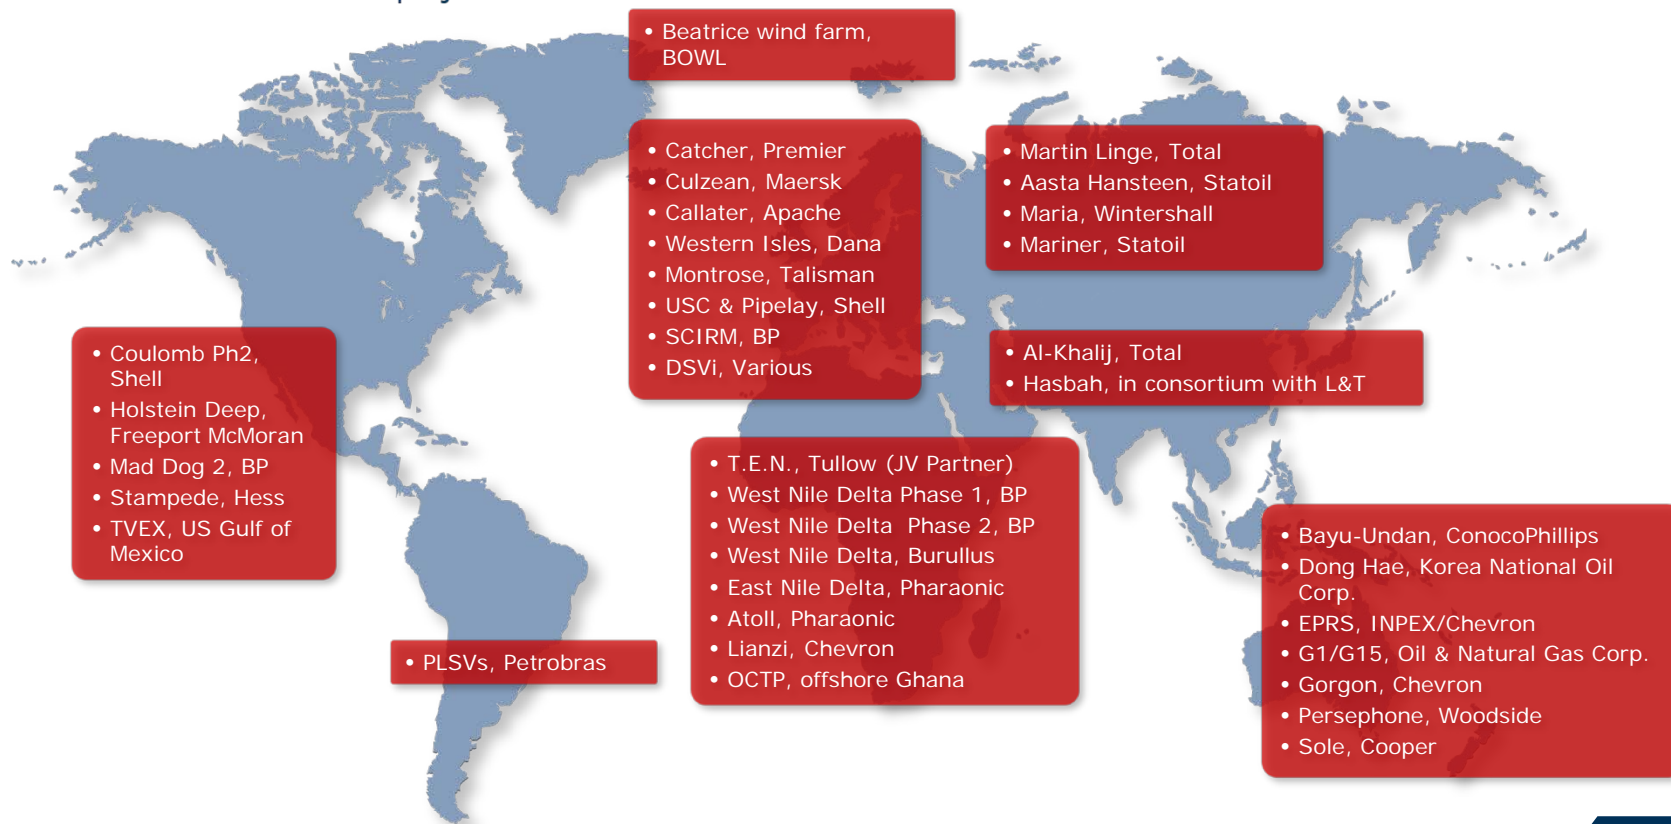 • Beatrice wind farm,
BOWL
• Catcher, Premier
• Culzean, Maersk
• Callater, Apache
• Western Isles, Dana
• Montrose, Talisman
• USC & Pipelay, Shell
• SCIRM, BP
• DSVi, Various
• Martin Linge, Total
• Aasta Hansteen, Statoil
• Maria, Wintershall
• Mariner, Statoil
• Coulomb Ph2,
Shell
• Holstein Deep,
Freeport McMoran
• Mad Dog 2, BP
• Stampede, Hess
• TVEX, US Gulf of
Mexico
• Al-Khalij, Total
• Hasbah, in consortium with L&T
• T.E.N., Tullow (JV Partner)
• West Nile Delta Phase 1, BP
• West Nile Delta Phase 2, BP
• West Nile Delta, Burullus
• East Nile Delta, Pharaonic
• Atoll, Pharaonic
• Lianzi, Chevron
• OCTP, offshore Ghana
• PLSVs, Petrobras
• Bayu-Undan, ConocoPhillips
• Dong Hae, Korea National Oil
Corp.
• EPRS, INPEX/Chevron
• G1/G15, Oil & Natural Gas Corp.
• Gorgon, Chevron
• Persephone, Woodside
• Sole, Cooper